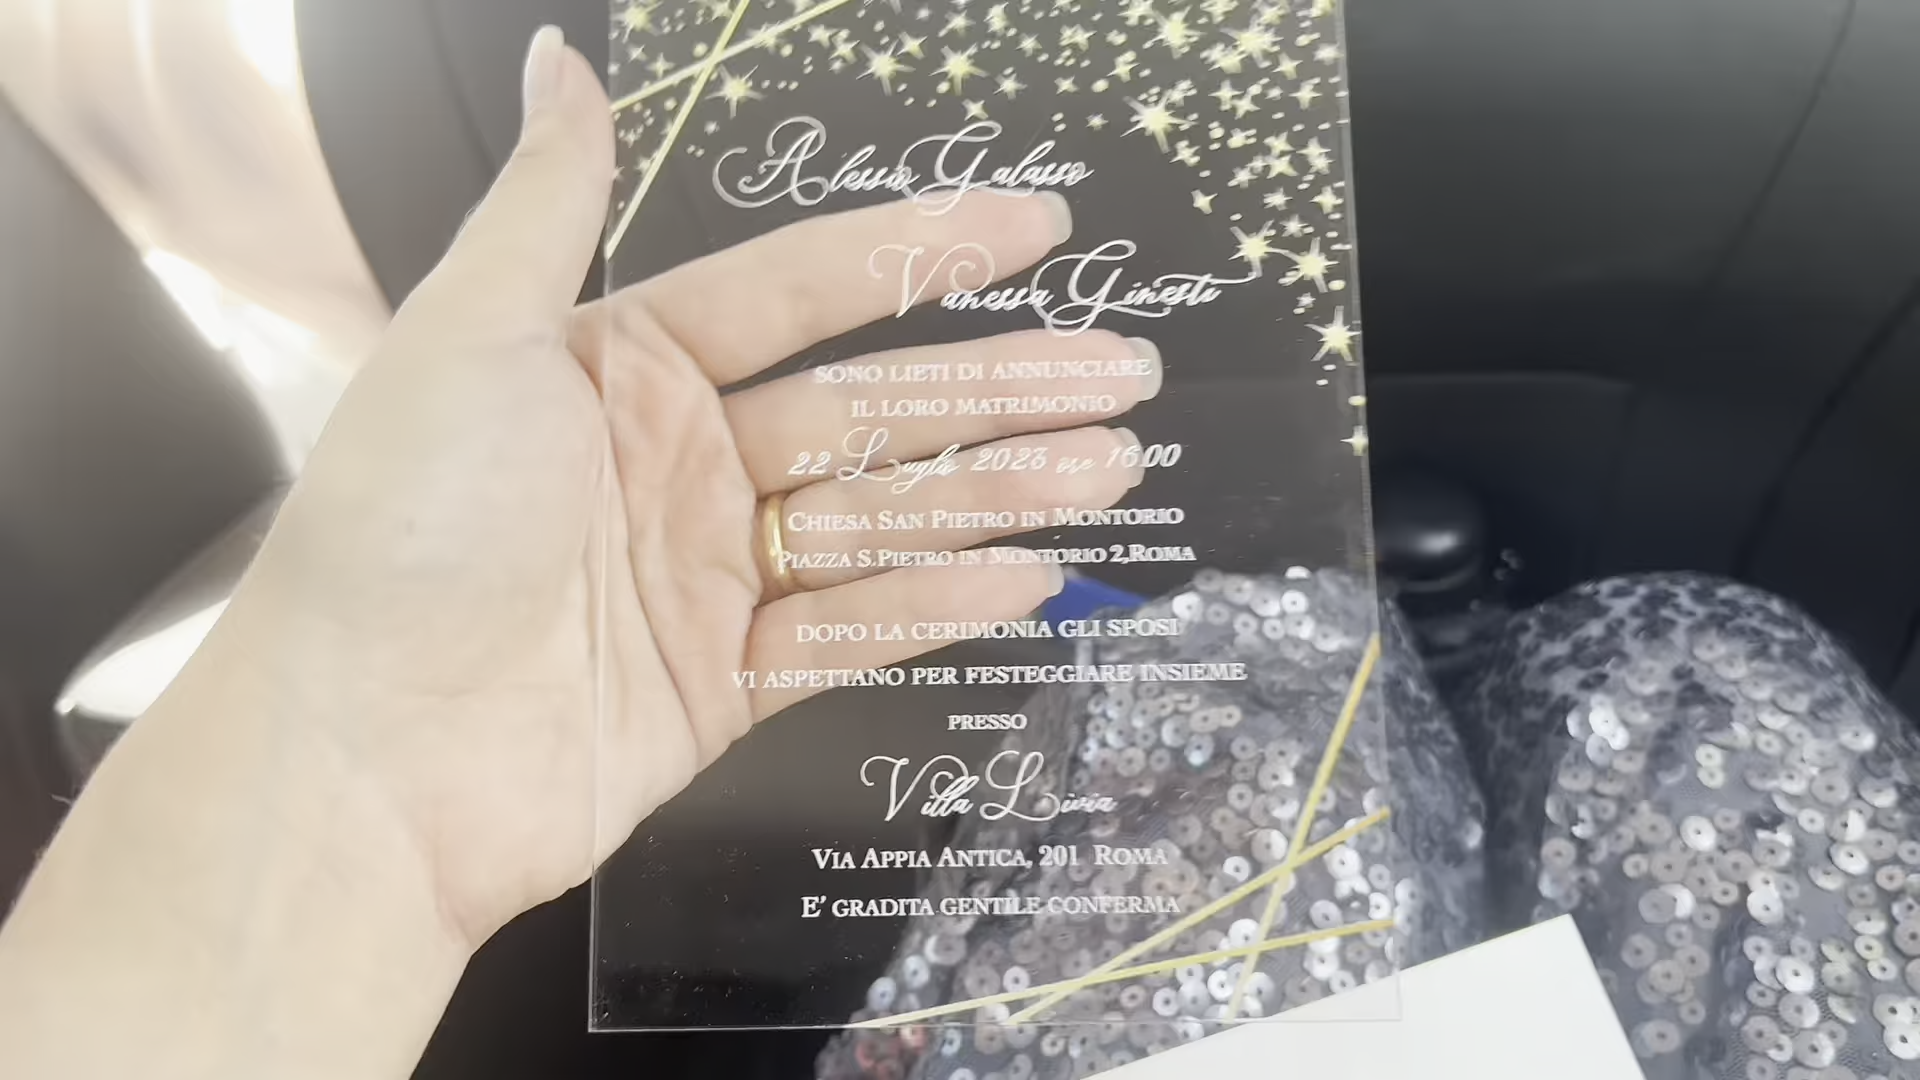 Alessio Galasso
Vanessa Ginesti
SONO LIETI DI ANNUNCIARE
IL LORO MATRIMONIO
22 Luglio 2023 ore 16:00
CHIESA SAN PIETRO IN MONTORIO
PIAZZA S.PIETRO IN MONTORIO 2,ROMA
DOPO LA CERIMONIA GLI SPOSI
VI ASPETTANO PER FESTEGGIARE INSIEME
PRESSO
Villa Livia
VIA APPIA ANTICA, 201 ROMA
E' GRADITA GENTILE CONFERMA